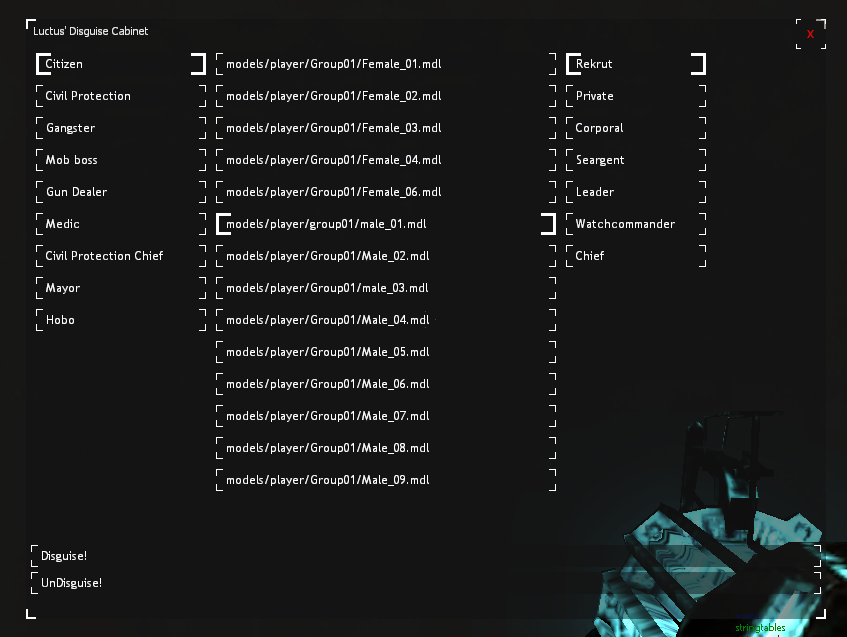 Luctus' Disguise Cabinet
X
Citizen
Civil Protection
Gangster
Mob boss
Gun Dealer
Medic
Civil Protection Chief
Mayor
Hobo
models/player/Group01/Female_01.mdl
models/player/Group01/Female_02.mdl
models/player/Group01/Female_03.mdl
models/player/Group01/Female_04.mdl
models/player/Group01/Female_06.mdl
models/player/group01/male_01.mdl
models/player/Group01/Male_02.mdl
models/player/Group01/male_03.mdl
models/player/Group01/Male_04.mdl
models/player/Group01/Male_05.mdl
models/player/Group01/Male_06.mdl
models/player/Group01/Male_07.mdl
models/player/Group01/Male_08.mdl
models/player/Group01/Male_09.mdl
Rekrut
Private
Corporal
Seargent
Leader
Watchcommander
Chief
Disguise!
UnDisguise!
stringtables